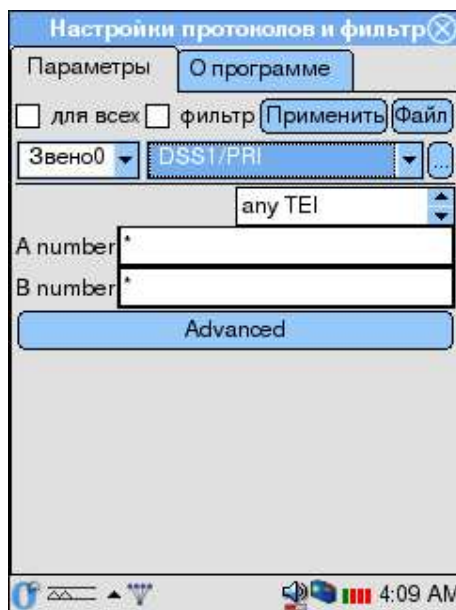 Настройки протоколов и фильтр
Параметры О программе
для всех фильтр Применить Файл
Звено0 DSS1/PRI ...
any TEI
A number *
B number *
Advanced
4:09 AM